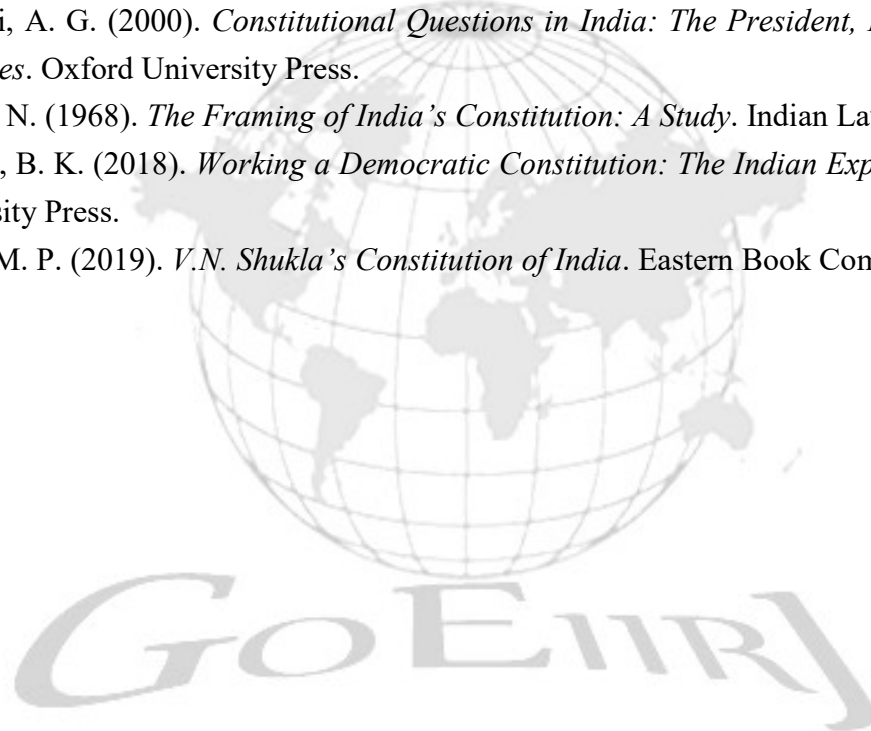 i, A. G. (2000). Constitutional Questions in India: The President,
es. Oxford University Press.
N. (1968). The Framing of India’s Constitution: A Study. Indian La
, B. K. (2018). Working a Democratic Constitution: The Indian Exp
sity Press.
M. P. (2019). V.N. Shukla’s Constitution of India. Eastern Book Com
GOEIIRJ